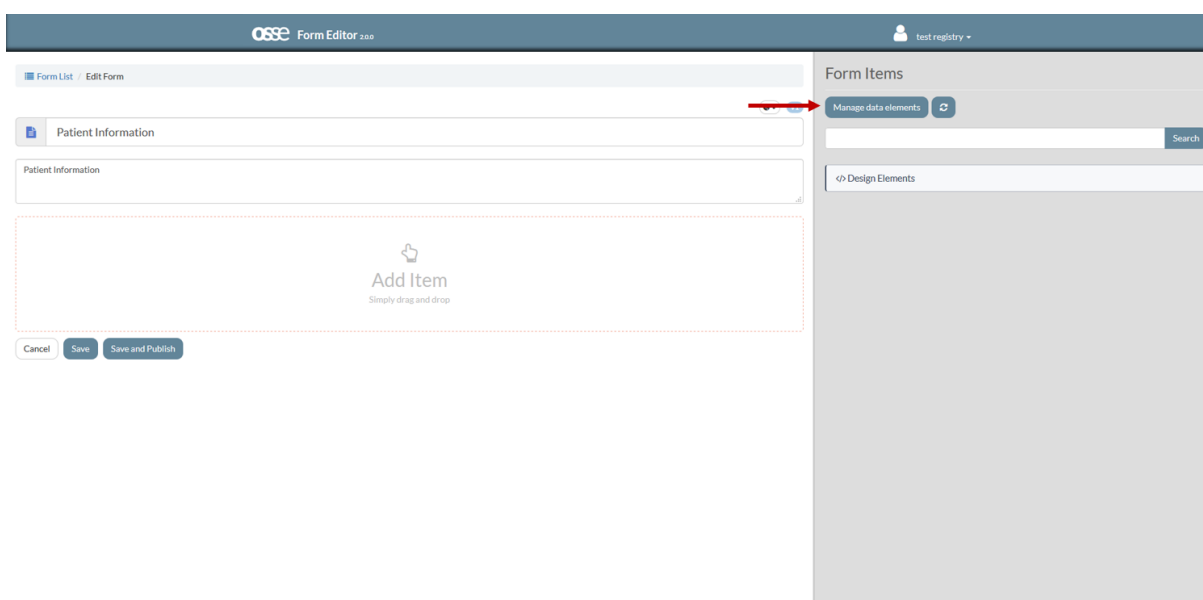 osse Form Editor 2.0.0
test registry
Form List / Edit Form
Patient Information
Patient Information
Add Item
Simply drag and drop
Cancel Save Save and Publish
Form Items
Manage data elements
Search
</> Design Elements